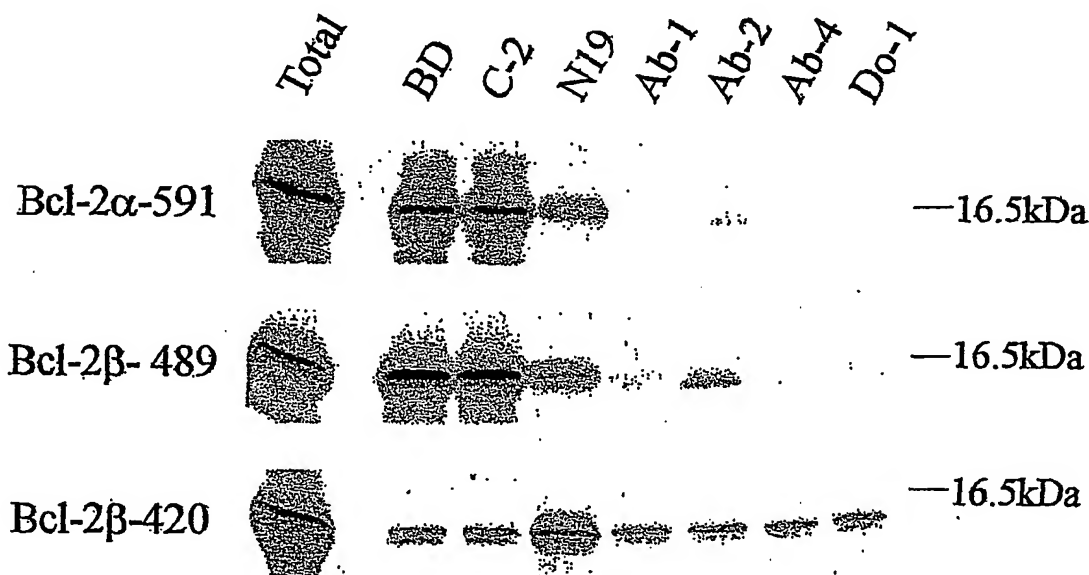 Total BD C-2 N19 Ab-1 Ab-2 Ab-4 Do-1
Bcl-2α-591 —16.5kDa
Bcl-2β- 489 —16.5kDa
Bcl-2β-420 —16.5kDa